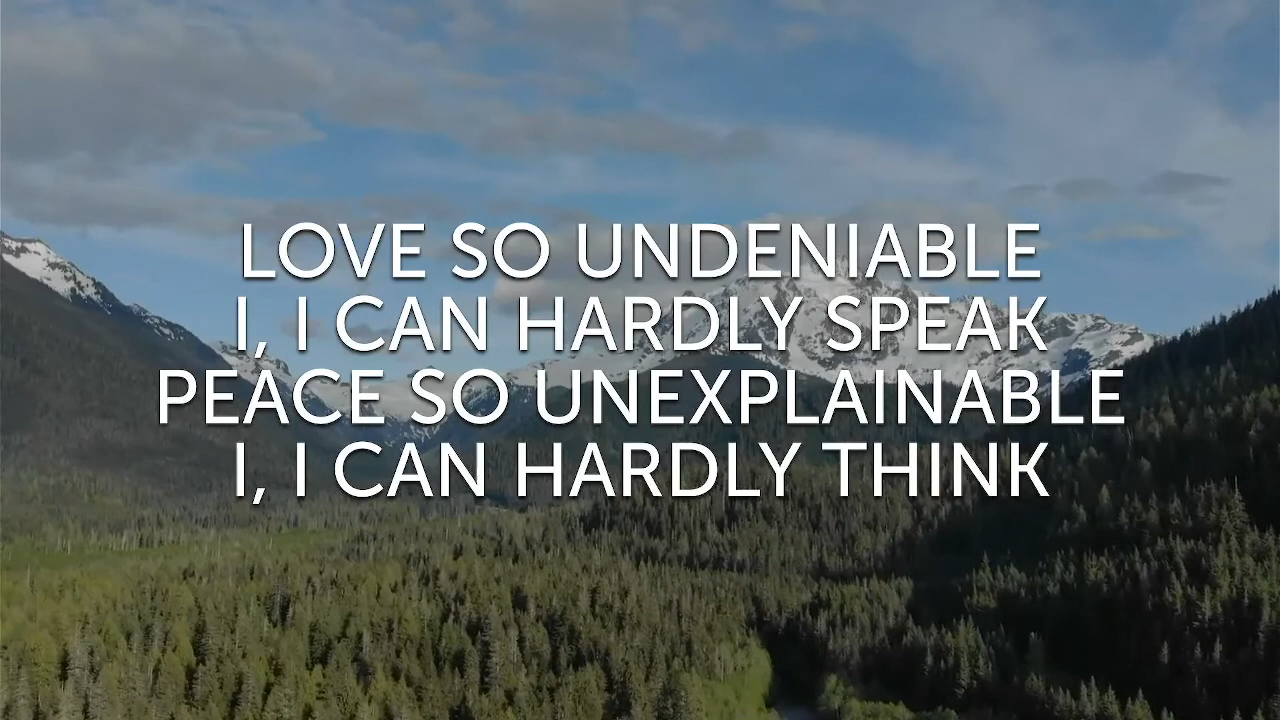 LOVE SO UNDENIABLE
I, I CAN HARDLY SPEAK
PEACE SO UNEXPLAINABLE
I, I CAN HARDLY THINK